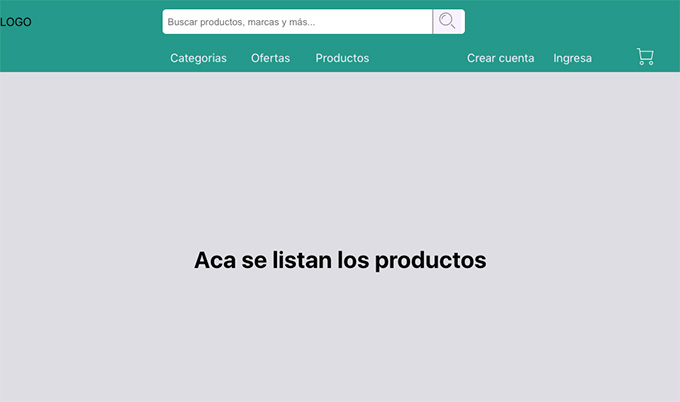 LOGO
Buscar productos, marcas y más...
Categorias Ofertas Productos Crear cuenta Ingresa
Aca se listan los productos